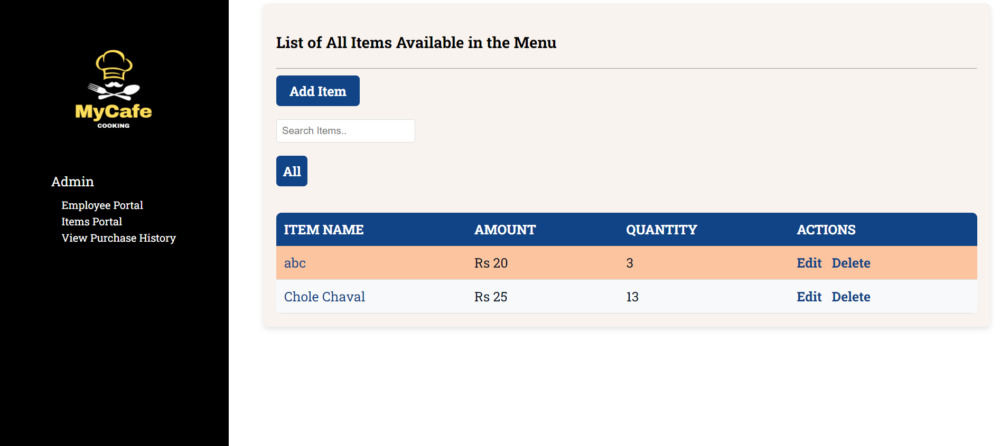 MyCafe
COOKING
Admin
Employee Portal
Items Portal
View Purchase History
List of All Items Available in the Menu
Add Item
Search Items..
All
ITEM NAME AMOUNT QUANTITY ACTIONS
abc Rs 20 3 Edit Delete
Chole Chaval Rs 25 13 Edit Delete